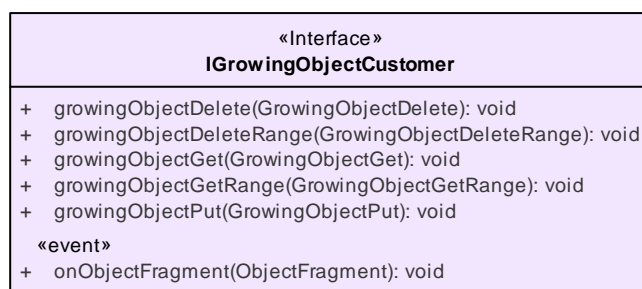 «Interface»
IGrowingObjectCustomer
+ growingObjectDelete(GrowingObjectDelete): void
+ growingObjectDeleteRange(GrowingObjectDeleteRange): void
+ growingObjectGet(GrowingObjectGet): void
+ growingObjectGetRange(GrowingObjectGetRange): void
+ growingObjectPut(GrowingObjectPut): void
«event»
+ onObjectFragment(ObjectFragment): void